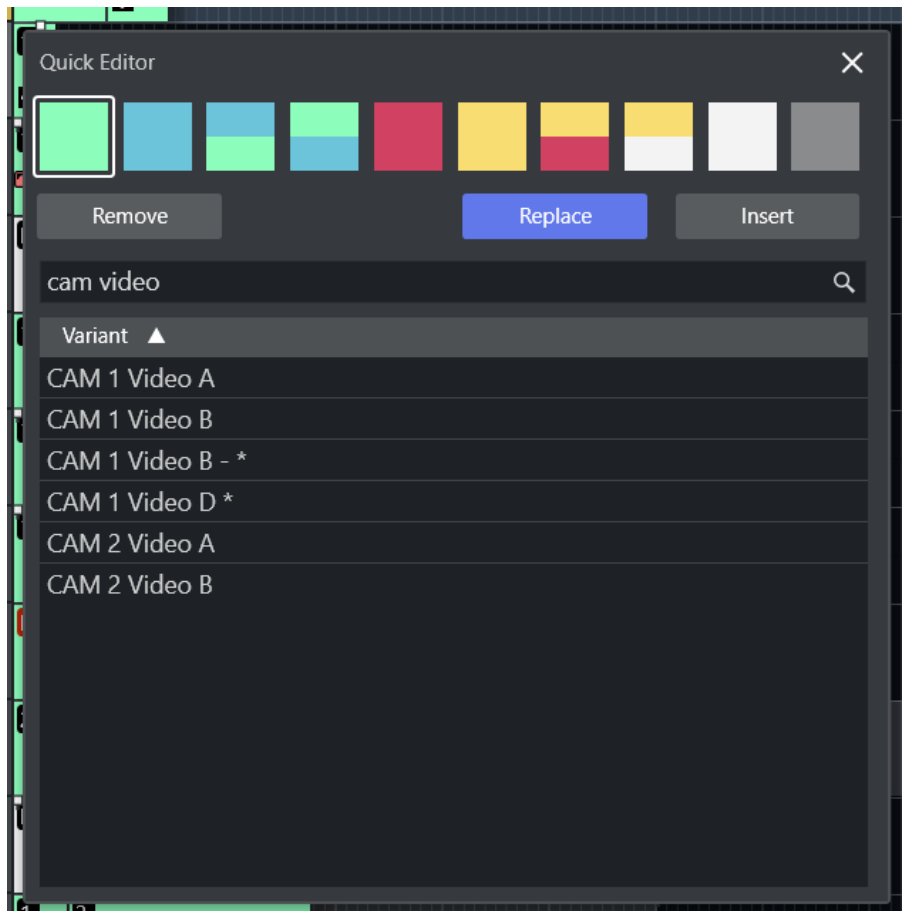 Quick Editor
Remove
Replace
Insert
cam video
Variant
CAM 1 Video A
CAM 1 Video B
CAM 1 Video B - *
CAM 1 Video D *
CAM 2 Video A
CAM 2 Video B